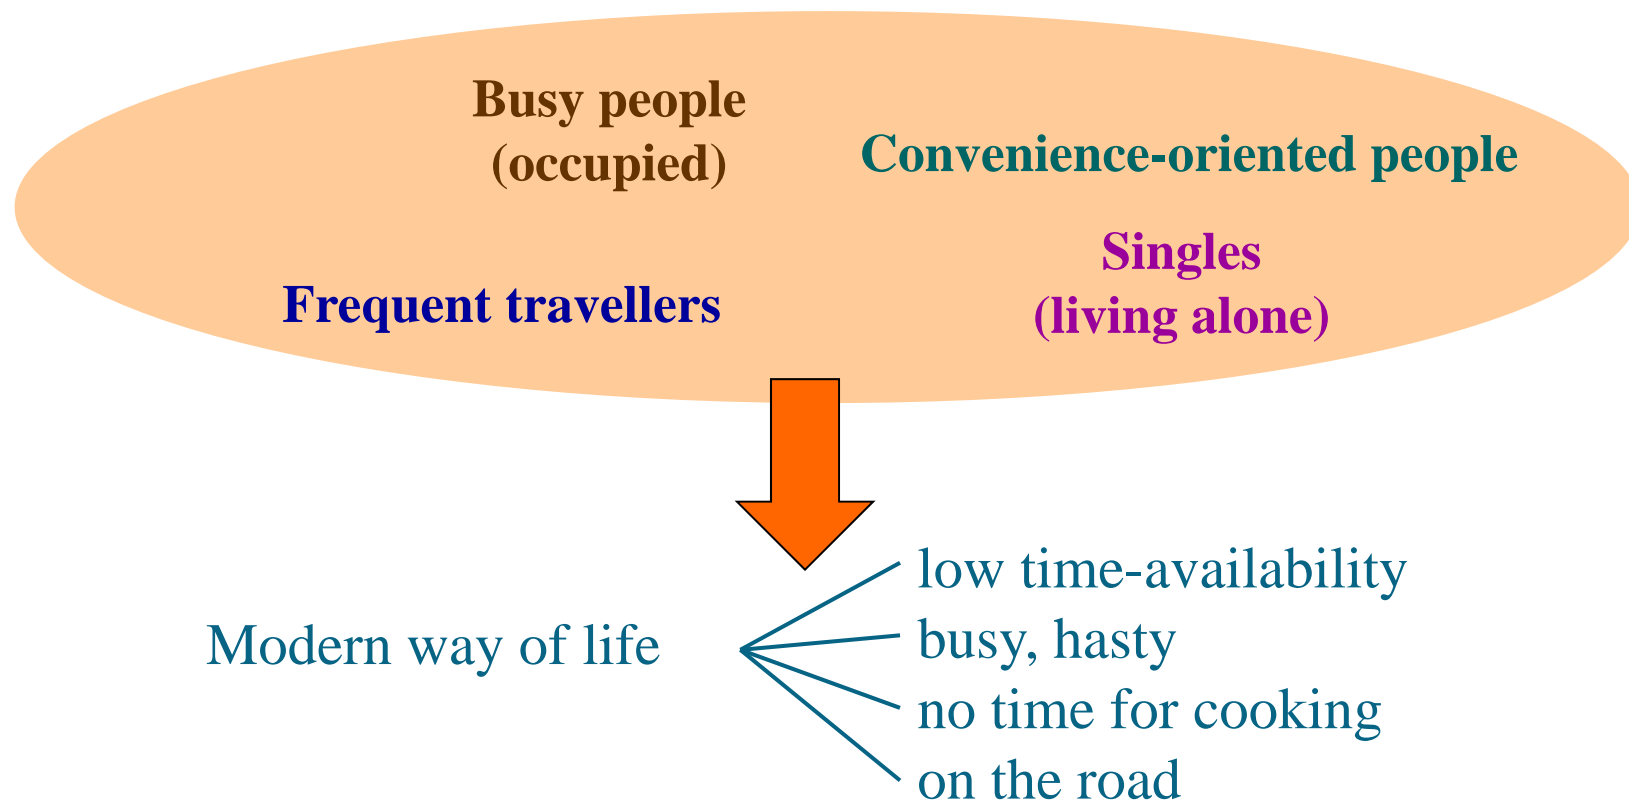 Busy people
(occupied)
Convenience-oriented people
Singles
(living alone)
Frequent travellers
Modern way of life
low time-availability
busy, hasty
no time for cooking
on the road